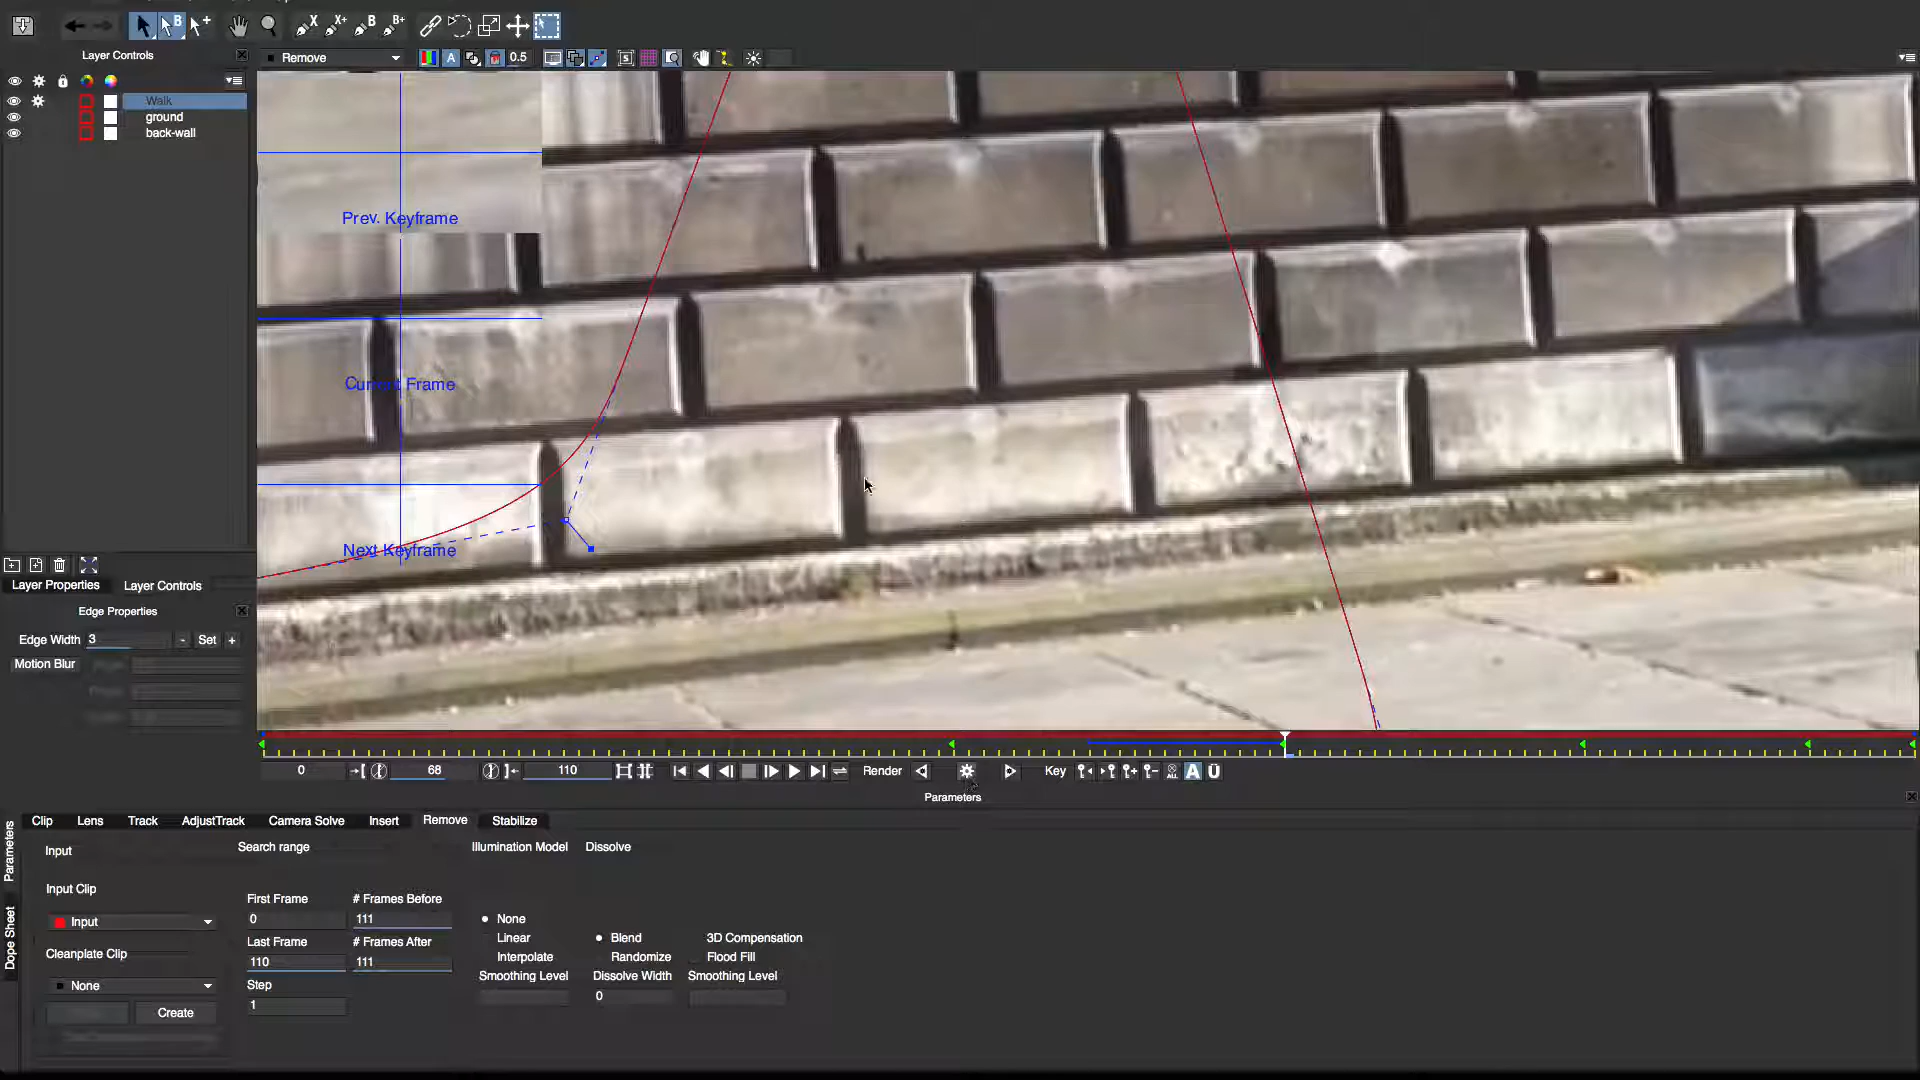 X
X+
B
B+
Layer Controls
Remove
A
0.5
Walk
ground
back-wall
Prev. Keyframe
Current Frame
Next Keyframe
Layer Properties
Layer Controls
Edge Properties
Edge Width
3
-
Set
+
Motion Blur
0
68
110
Render
Key
ALL
A
Parameters
Clip
Lens
Track
AdjustTrack
Camera Solve
Insert
Remove
Stabilize
Parameters
Dope Sheet
Input
Search range
Illumination Model
Dissolve
Input Clip
Input
Cleanplate Clip
None
Create
First Frame
# Frames Before
0
111
Last Frame
# Frames After
110
111
Step
1
None
Linear
Interpolate
Smoothing Level
Blend
Randomize
Dissolve Width
0
3D Compensation
Flood Fill
Smoothing Level